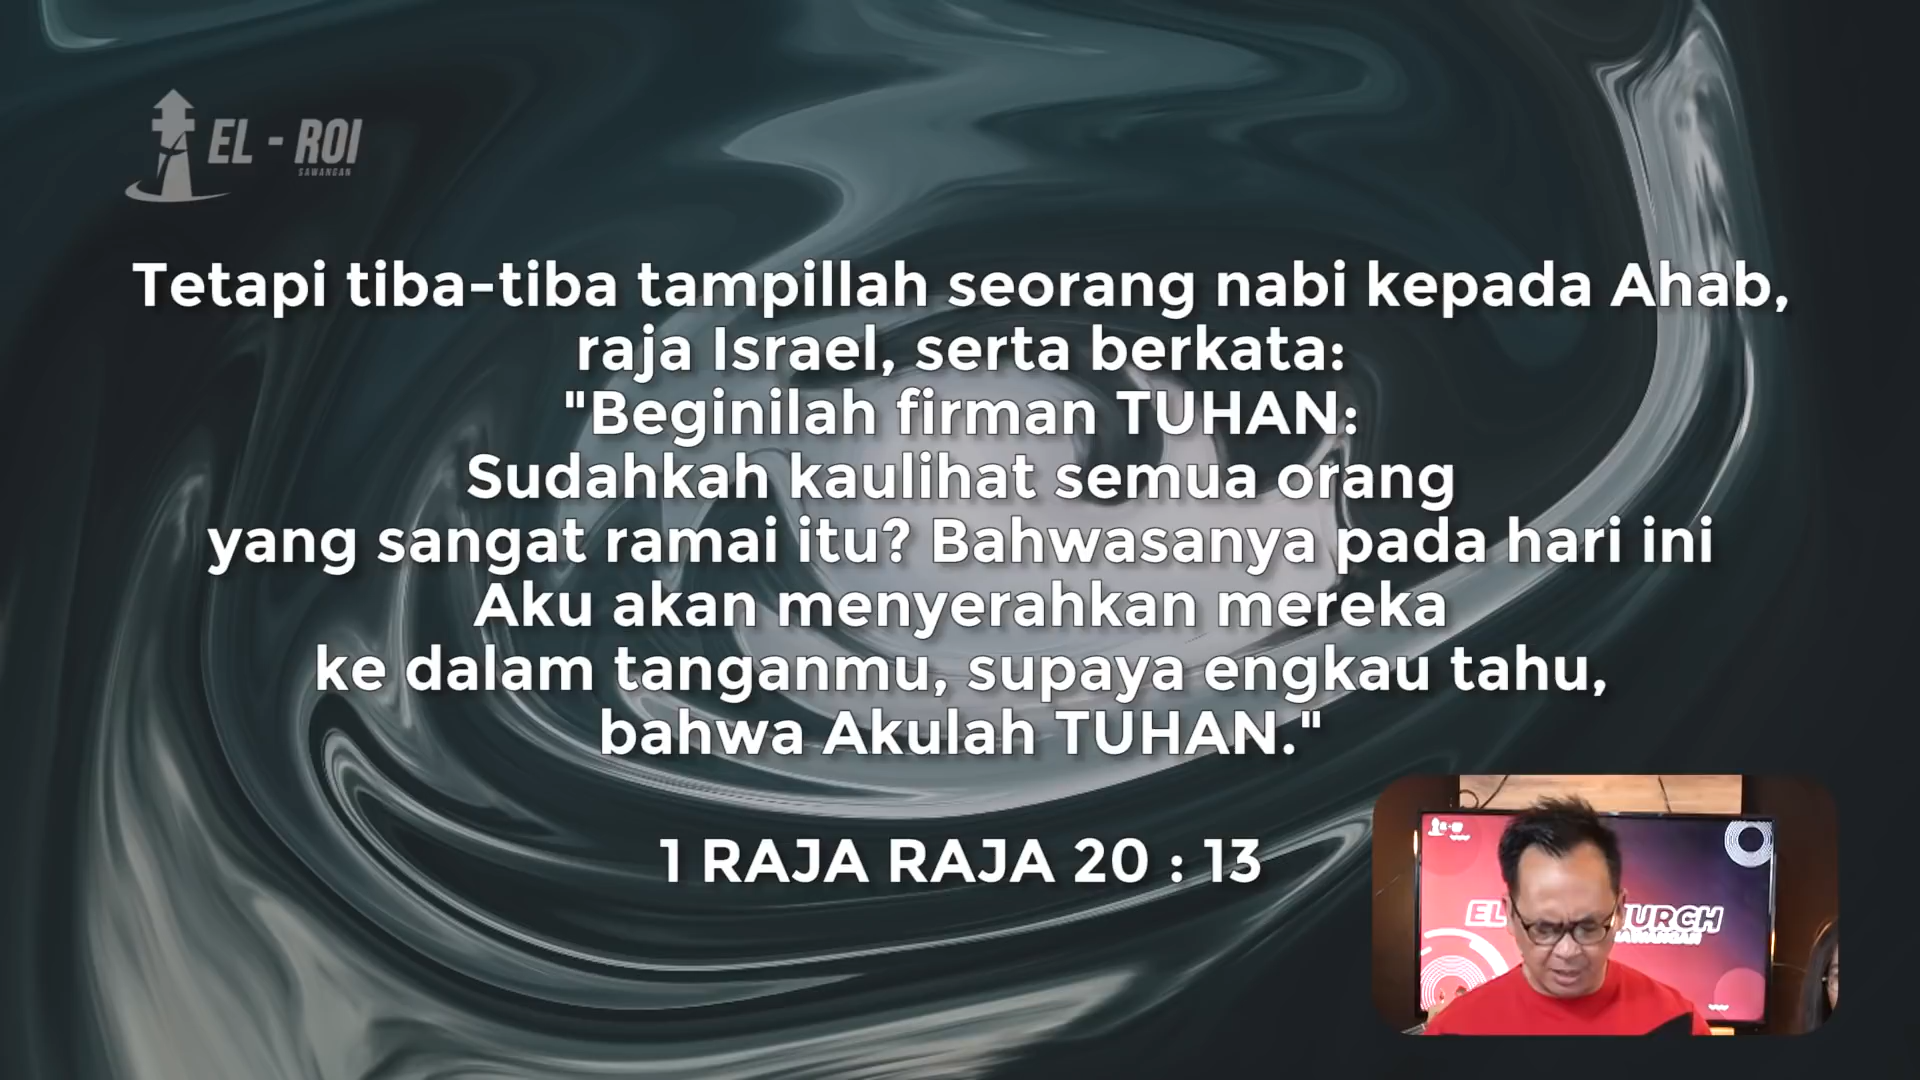 EL - ROI
SAWANGAN
Tetapi tiba-tiba tampillah seorang nabi kepada Ahab,
raja Israel, serta berkata:
"Beginilah firman TUHAN:
Sudahkah kaulihat semua orang
yang sangat ramai itu? Bahwasanya pada hari ini
Aku akan menyerahkan mereka
ke dalam tanganmu, supaya engkau tahu,
bahwa Akulah TUHAN."
1 RAJA RAJA 20 : 13
EL URCH